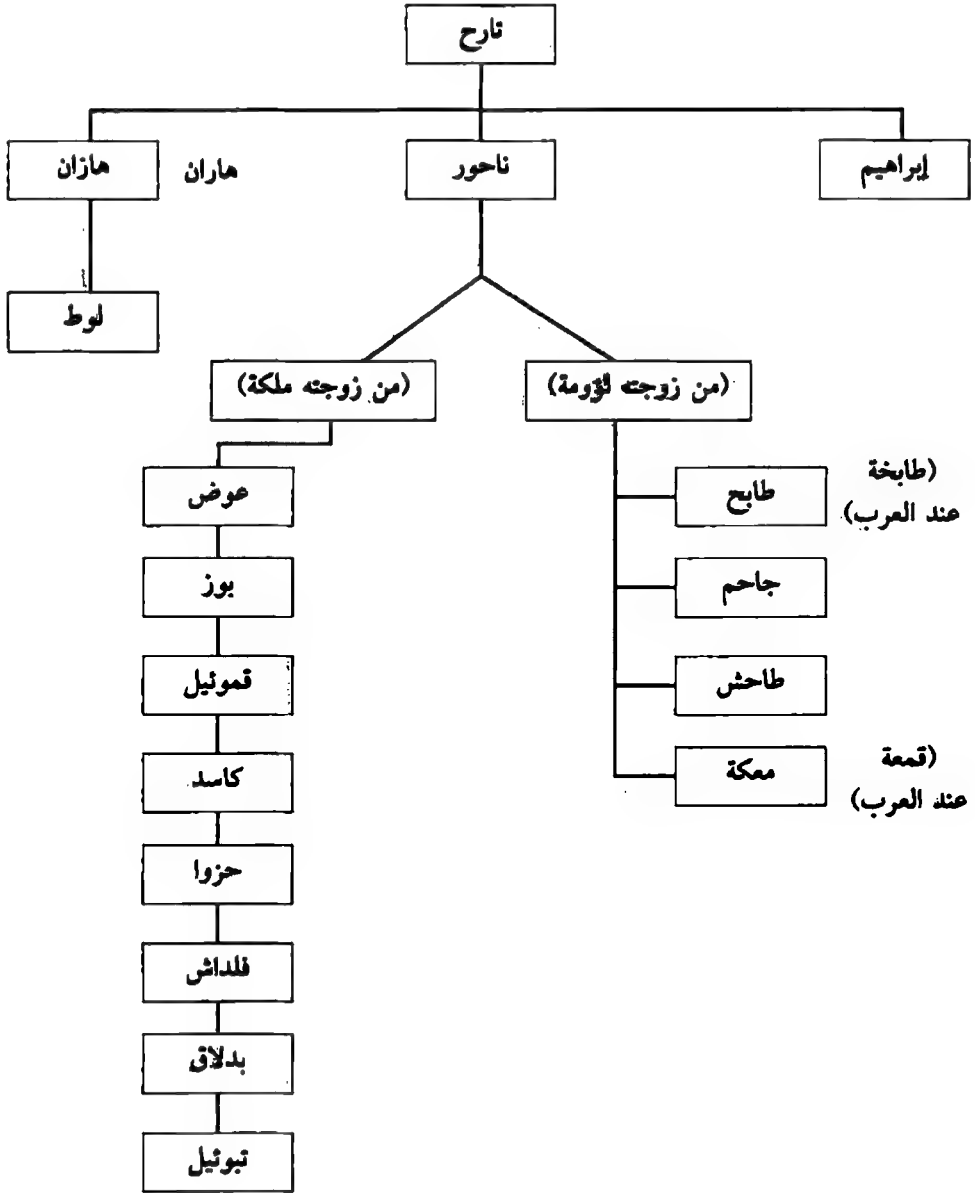 تارح
إبراهيم
ناحور
هاران
هازان
لوط
(من زوجته لؤومة)
(من زوجته ملكة)
طابح
(طابخة
عند العرب)
جاحم
طاحش
معكة
(قمعة
عند العرب)
عوض
بوز
قموئيل
كاسد
حزوا
فلداش
بدلاق
تبوئيل